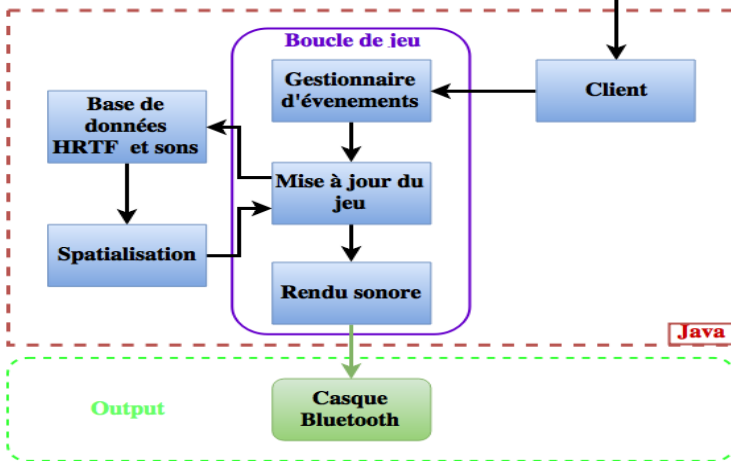 Boucle de jeu
Gestionnaire
d'évenements
Client
Base de
données
HRTF et sons
Mise à jour du
jeu
Spatialisation
Rendu sonore
Java
Output
Casque
Bluetooth